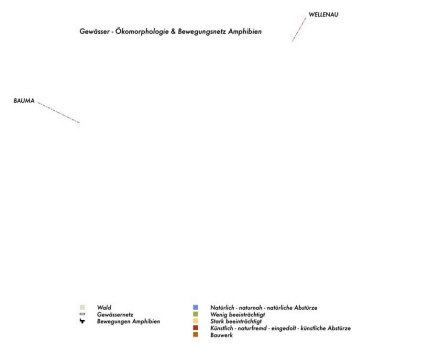 WELLENAU
Gewässer - Ökomorphologie & Bewegungsnetz Amphibien
BAUMA
Wald
Gewässernetz
Bewegungen Amphibien
Natürlich - naturnah - natürliche Abstürze
Wenig beeinträchtigt
Stark beeinträchtigt
Künstlich - naturfremd - eingedolt - künstliche Abstürze
Bauwerk